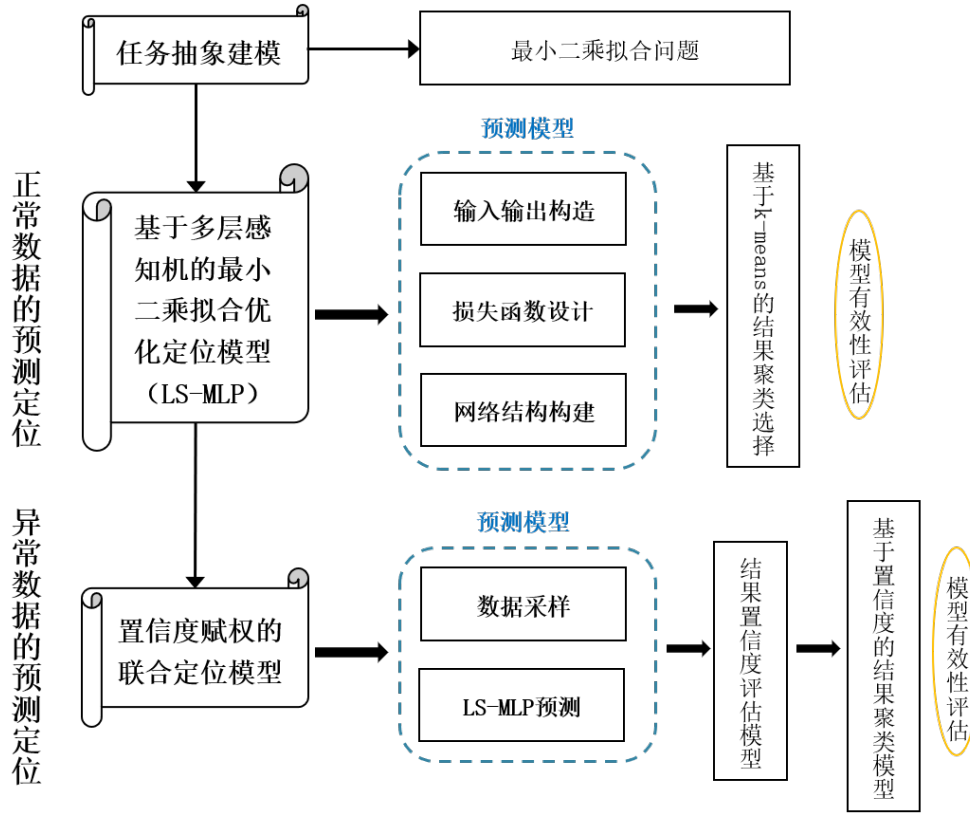 任务抽象建模
最小二乘拟合问题
正常数据的预测定位
基于多层感
知机的最小
二乘拟合优
化定位模型
（LS-MLP）
预测模型
输入输出构造
损失函数设计
网络结构构建
基于k-means的结果聚类选择
模型有效性评估
异常数据的预测定位
置信度赋权的
联合定位模型
预测模型
数据采样
LS-MLP预测
结果置信度评估模型
基于置信度的结果聚类模型
模型有效性评估